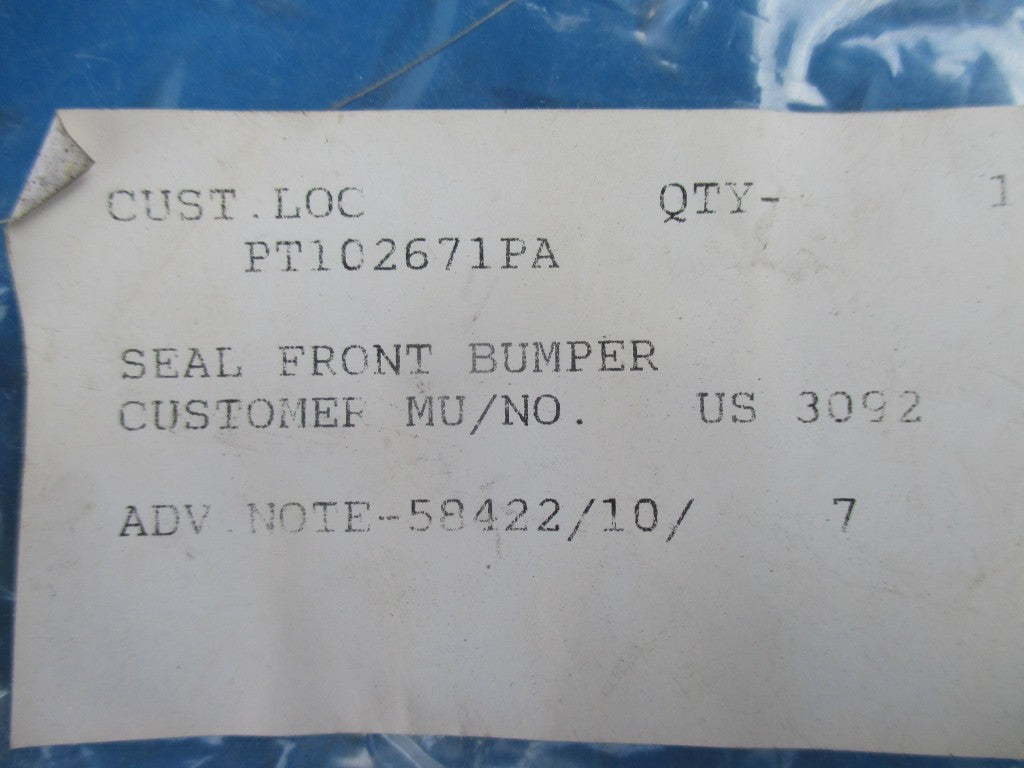 CUST.LOC QTY- 1
PT102671PA
SEAL FRONT BUMPER
CUSTOMER MU/NO. US 3092
ADV.NOTE-58422/10/ 7